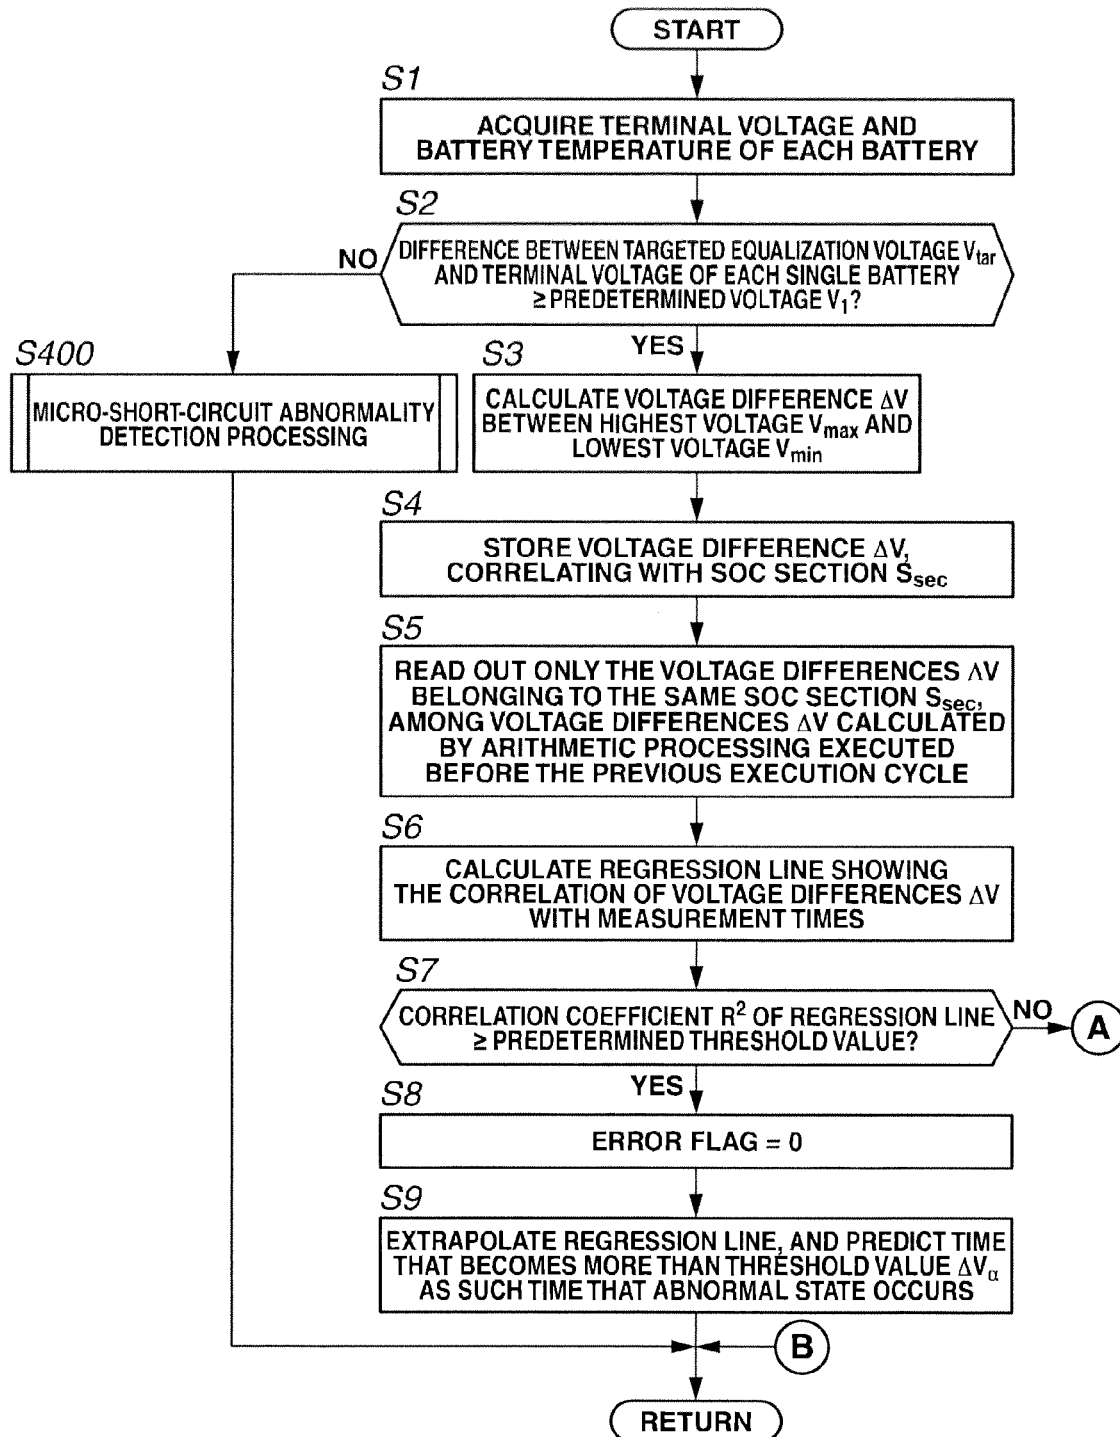 START
S1
ACQUIRE TERMINAL VOLTAGE AND
BATTERY TEMPERATURE OF EACH BATTERY
S2
DIFFERENCE BETWEEN TARGETED EQUALIZATION VOLTAGE Vtar
AND TERMINAL VOLTAGE OF EACH SINGLE BATTERY
≥ PREDETERMINED VOLTAGE V1?
NO
YES
S400
MICRO-SHORT-CIRCUIT ABNORMALITY
DETECTION PROCESSING
S3
CALCULATE VOLTAGE DIFFERENCE ΔV
BETWEEN HIGHEST VOLTAGE Vmax AND
LOWEST VOLTAGE Vmin
S4
STORE VOLTAGE DIFFERENCE ΔV,
CORRELATING WITH SOC SECTION Ssec
S5
READ OUT ONLY THE VOLTAGE DIFFERENCES ΔV
BELONGING TO THE SAME SOC SECTION Ssec,
AMONG VOLTAGE DIFFERENCES ΔV CALCULATED
BY ARITHMETIC PROCESSING EXECUTED
BEFORE THE PREVIOUS EXECUTION CYCLE
S6
CALCULATE REGRESSION LINE SHOWING
THE CORRELATION OF VOLTAGE DIFFERENCES ΔV
WITH MEASUREMENT TIMES
S7
CORRELATION COEFFICIENT R² OF REGRESSION LINE
≥ PREDETERMINED THRESHOLD VALUE?
NO
A
YES
S8
ERROR FLAG = 0
S9
EXTRAPOLATE REGRESSION LINE, AND PREDICT TIME
THAT BECOMES MORE THAN THRESHOLD VALUE ΔVα
AS SUCH TIME THAT ABNORMAL STATE OCCURS
B
RETURN